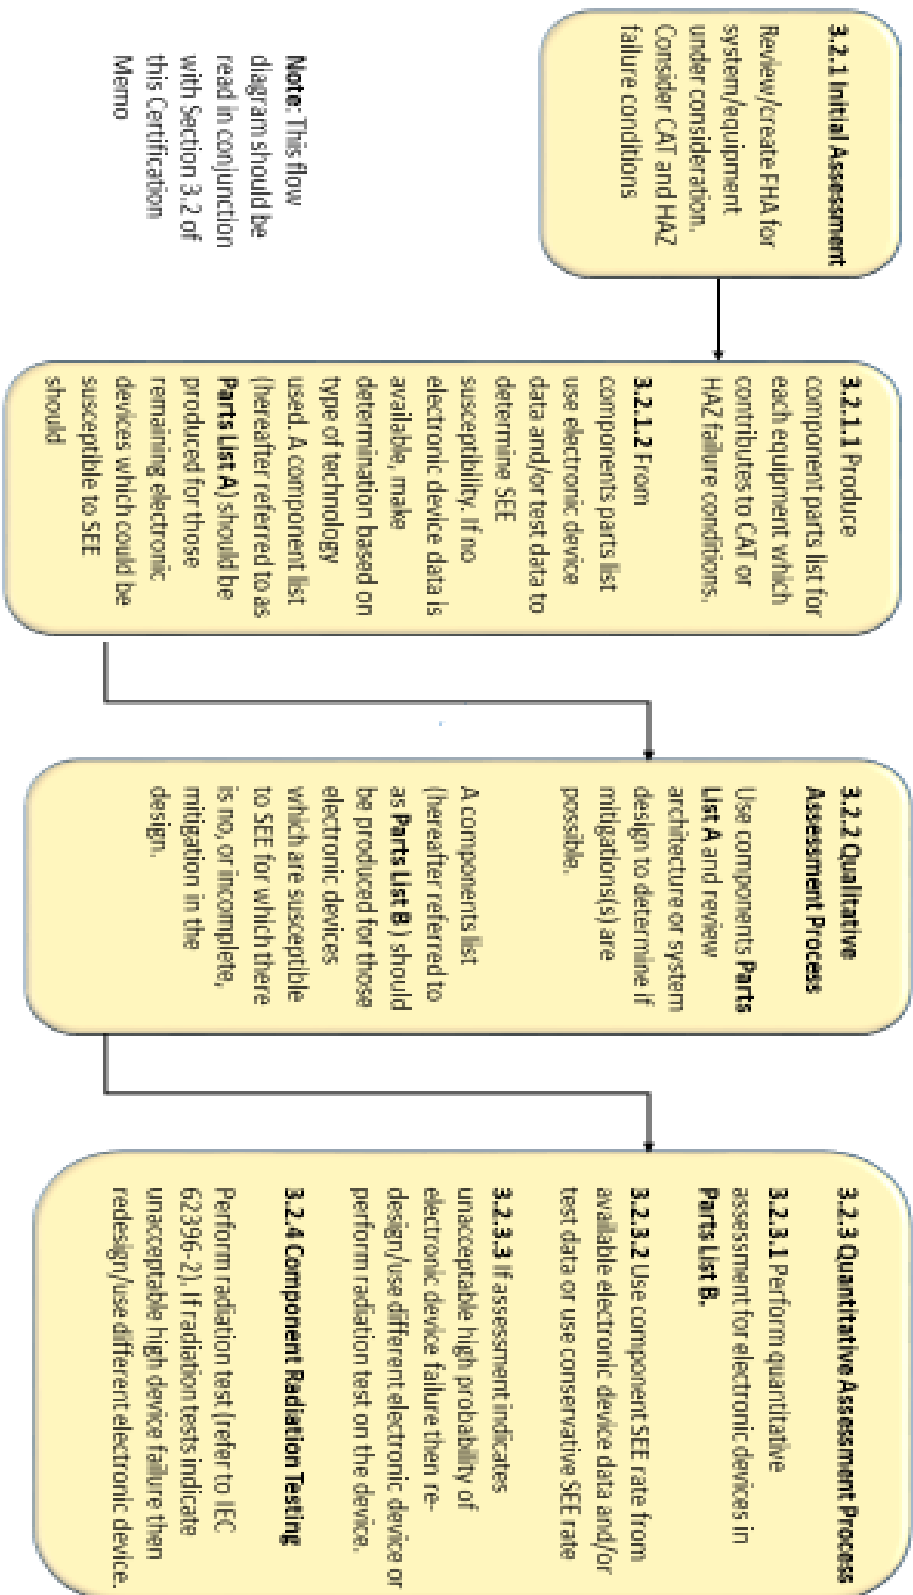 3.2.1 Initial Assessment
Review/create FHA for
system/equipment
under consideration.
Consider CAT and HAZ
failure conditions
Note: This flow
diagram should be
read in conjunction
with Section 3.2 of
this Certification
Memo
3.2.1.1 Produce
component parts list for
each equipment which
contributes to CAT or
HAZ failure conditions.
3.2.1.2 From
components parts list
use electronic device
data and/or test data to
determine SEE
susceptibility. If no
electronic device data is
available, make
determination based on
type of technology
used. A component list
(hereafter referred to as
Parts List A) should be
produced for those
remaining electronic
devices which could be
susceptible to SEE
should
3.2.2 Qualitative
Assessment Process
Use components Parts
List A and review
architecture or system
design to determine if
mitigations(s) are
possible.
A components list
(hereafter referred to
as Parts List B ) should
be produced for those
electronic devices
which are susceptible
to SEE for which there
is no, or incomplete,
mitigation in the
design.
3.2.3 Quantitative Assessment Process
3.2.3.1 Perform quantitative
assessment for electronic devices in
Parts List B.
3.2.3.2 Use component SEE rate from
available electronic device data and/or
test data or use conservative SEE rate
3.2.3.3 If assessment indicates
unacceptable high probability of
electronic device failure then re-
design/use different electronic device or
perform radiation test on the device.
3.2.4 Component Radiation Testing
Perform radiation test (refer to IEC
62396-2). If radiation tests indicate
unacceptable high device failure then
redesign/use different electronic device.